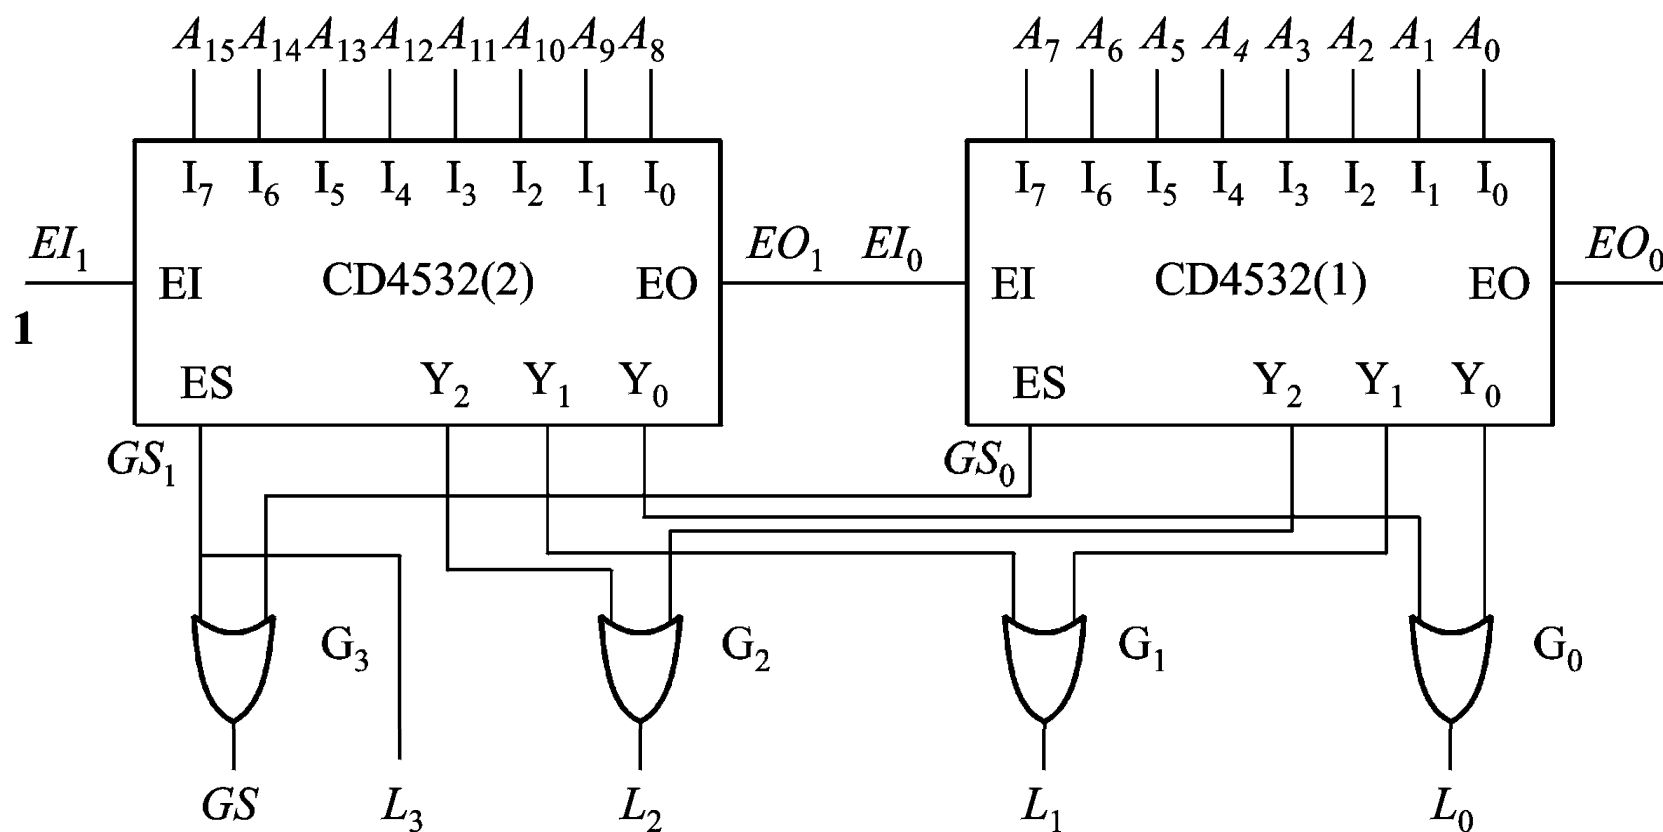 A₁₅ A₁₄ A₁₃ A₁₂ A₁₁ A₁₀ A₉ A₈ A₇ A₆ A₅ A₄ A₃ A₂ A₁ A₀
I₇ I₆ I₅ I₄ I₃ I₂ I₁ I₀ I₇ I₆ I₅ I₄ I₃ I₂ I₁ I₀
EI₁ EO₁ EI₀ EO₀
EI CD4532(2) EO EI CD4532(1) EO
1
ES Y₂ Y₁ Y₀ ES Y₂ Y₁ Y₀
GS₁ GS₀
G₃ G₂ G₁ G₀
GS L₃ L₂ L₁ L₀